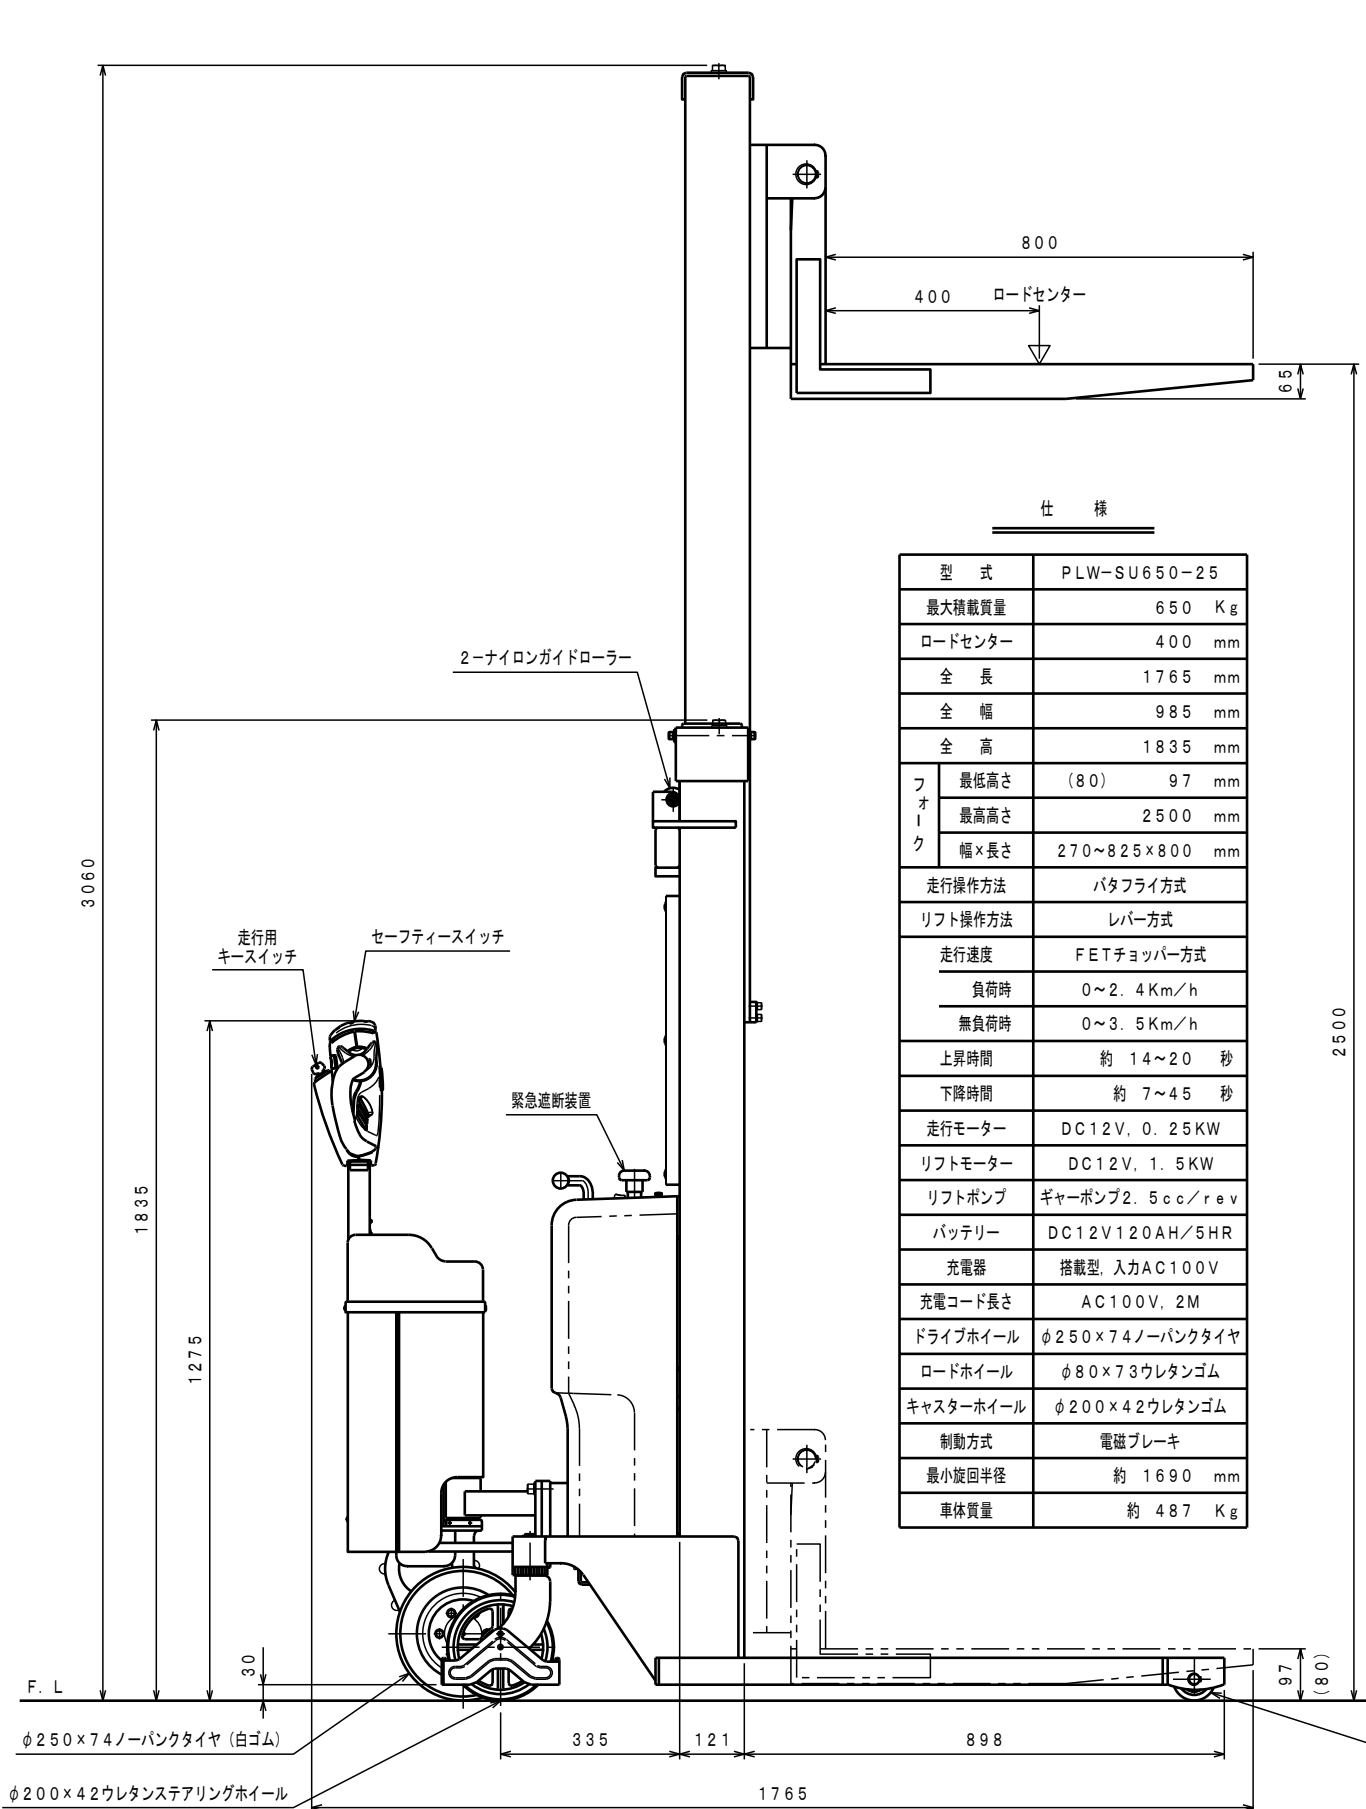 800
400
ロードセンター
65
仕 様
型 式 PLW-SU650-25
最大積載質量 650 Kg
ロードセンター 400 mm
全 長 1765 mm
全 幅 985 mm
全 高 1835 mm
フォーク
最低高さ (80) 97 mm
最高高さ 2500 mm
幅×長さ 270~825×800 mm
走行操作方法 バタフライ方式
リフト操作方法 レバー方式
走行速度 FETチョッパー方式
負荷時 0~2.4Km/h
無負荷時 0~3.5Km/h
上昇時間 約 14~20 秒
下降時間 約 7~45 秒
走行モーター DC12V, 0.25KW
リフトモーター DC12V, 1.5KW
リフトポンプ ギャーポンプ2.5cc/rev
バッテリー DC12V120AH/5HR
充電器 搭載型, 入力AC100V
充電コード長さ AC100V, 2M
ドライブホイール φ250×74ノーパンクタイヤ
ロードホイール φ80×73ウレタンゴム
キャスターホイール φ200×42ウレタンゴム
制動方式 電磁ブレーキ
最小旋回半径 約 1690 mm
車体質量 約 487 Kg
2-ナイロンガイドローラー
3060
走行用
キースイッチ
セーフティースイッチ
2500
緊急遮断装置
1835
1275
30
97
(80)
F.L
φ250×74ノーパンクタイヤ(白ゴム)
335
121
898
φ200×42ウレタンステアリングホイール
1765